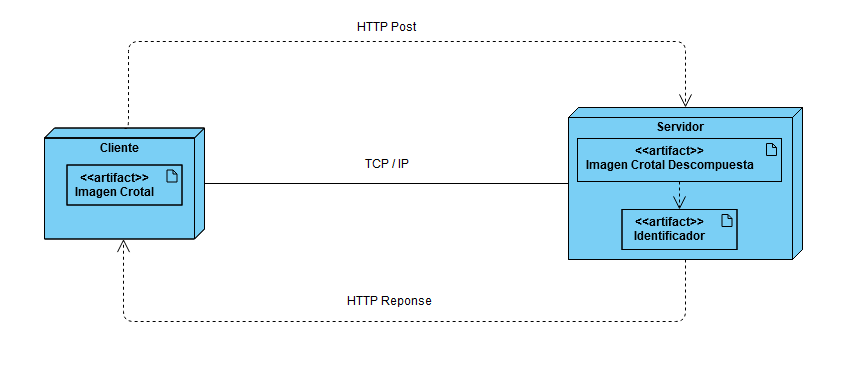 HTTP Post
Cliente
<<artifact>>
Imagen Crotal
TCP / IP
Servidor
<<artifact>>
Imagen Crotal Descompuesta
<<artifact>>
Identificador
HTTP Reponse